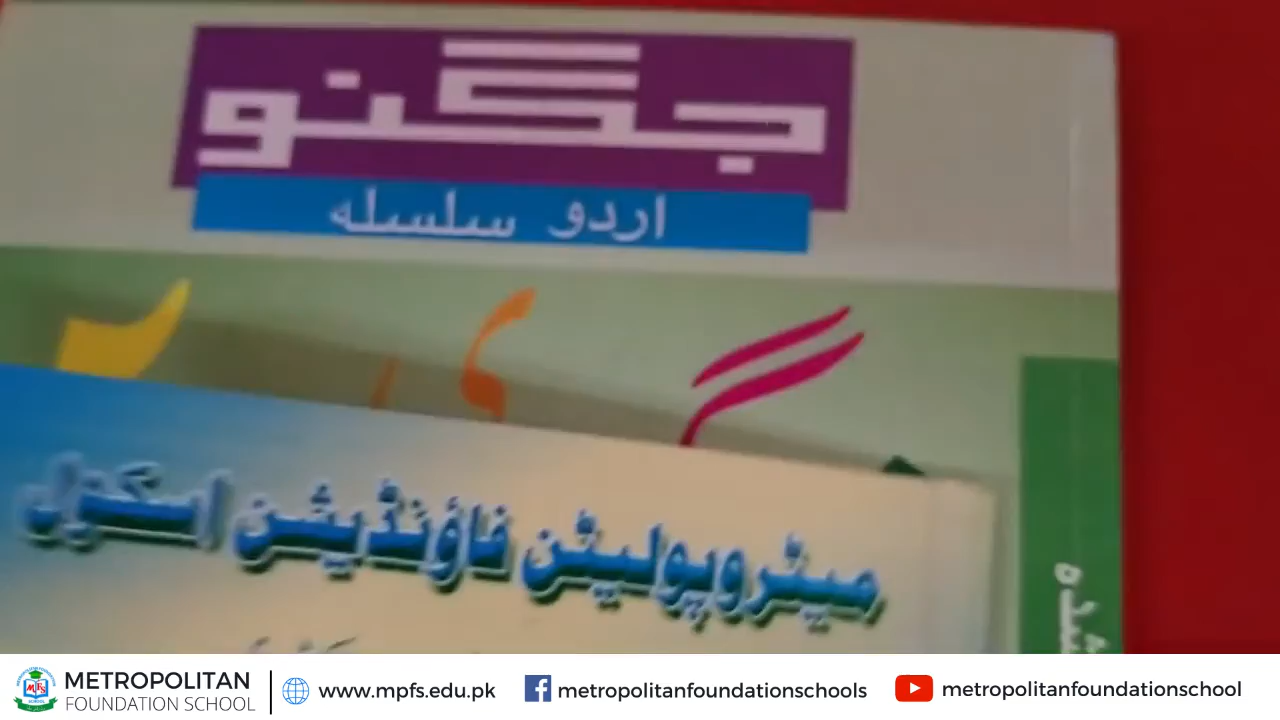 جگنو
اردو سلسلہ
میٹروپولیٹن فاؤنڈیشن اسکول
METROPOLITAN
FOUNDATION SCHOOL
www.mpfs.edu.pk
metropolitanfoundationschools
metropolitanfoundationschool